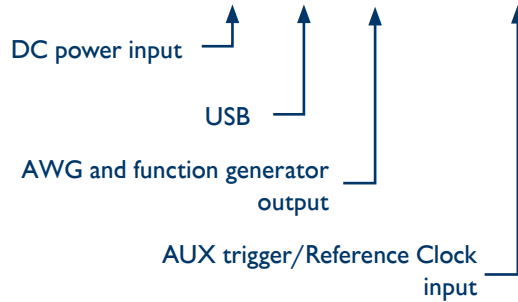 DC power input
USB
AWG and function generator
output
AUX trigger/Reference Clock
input